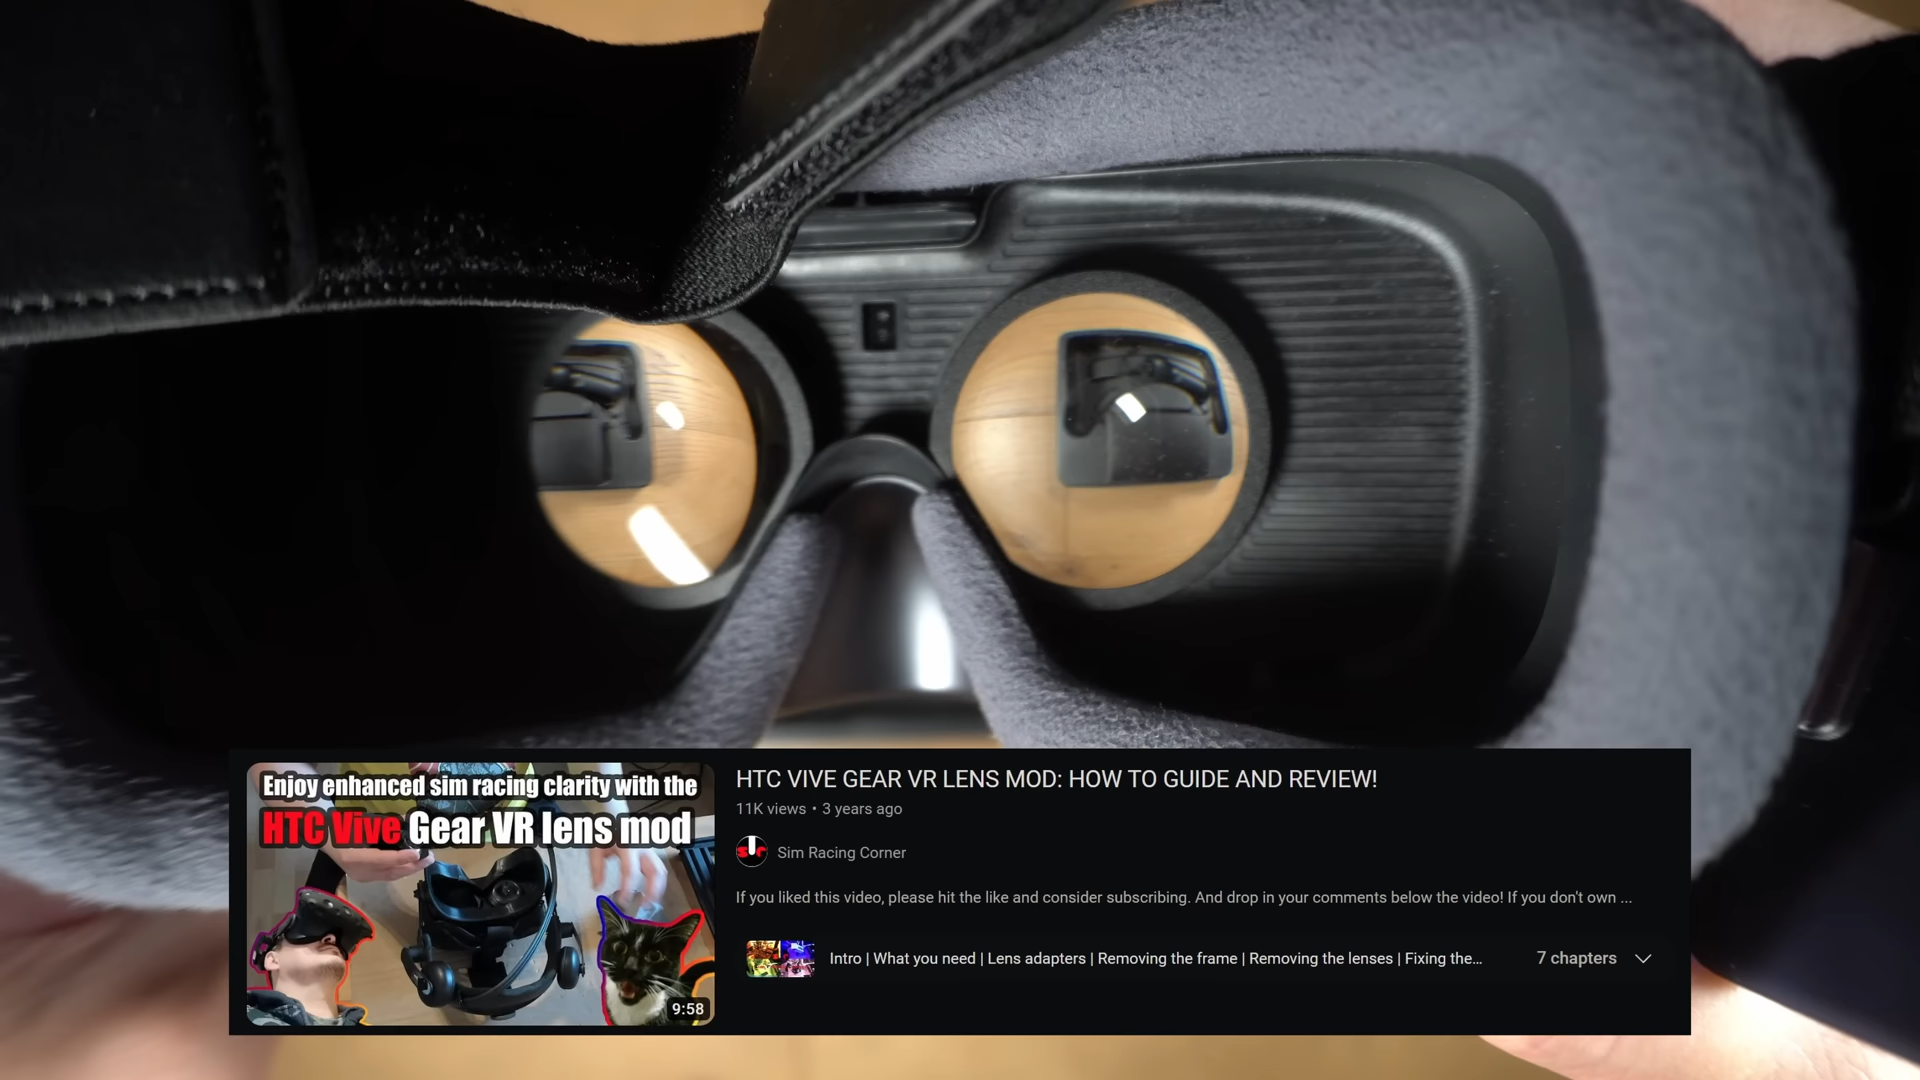 Enjoy enhanced sim racing clarity with the
HTC Vive Gear VR lens mod
9:58
HTC VIVE GEAR VR LENS MOD: HOW TO GUIDE AND REVIEW!
11K views • 3 years ago
Sim Racing Corner
If you liked this video, please hit the like and consider subscribing. And drop in your comments below the video! If you don't own ...
Intro | What you need | Lens adapters | Removing the frame | Removing the lenses | Fixing the...
7 chapters